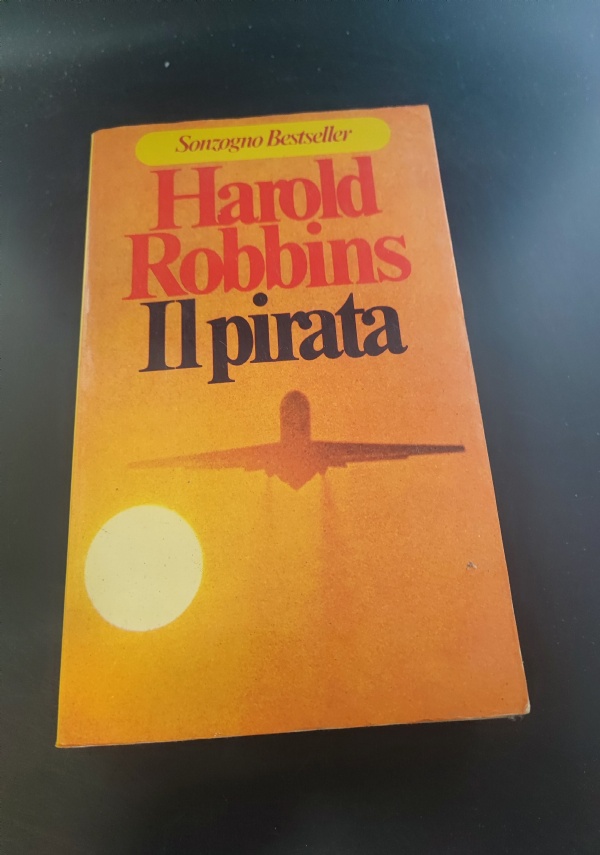 Sonzogno Bestseller
Harold
Robbins
Il pirata